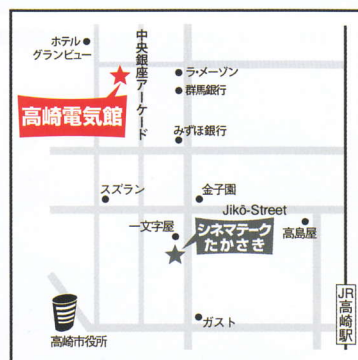 ホテル
グランビュー
中央銀座アーケード
ラ・メーゾン
群馬銀行
高崎電気館
みずほ銀行
スズラン
金子園
Jikō-Street
一文字屋
シネマテーク
たかさき
高島屋
JR高崎駅
高崎市役所
ガスト